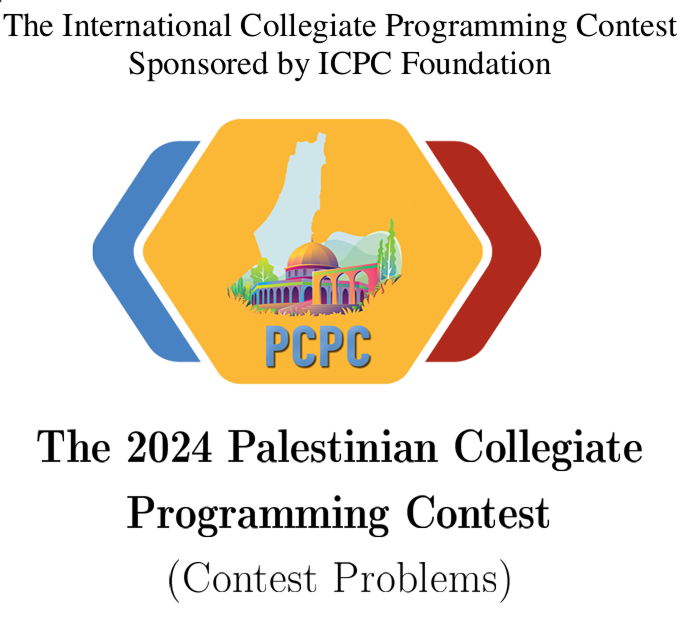 The International Collegiate Programming Contest
Sponsored by ICPC Foundation
PCPC
The 2024 Palestinian Collegiate
Programming Contest
(Contest Problems)